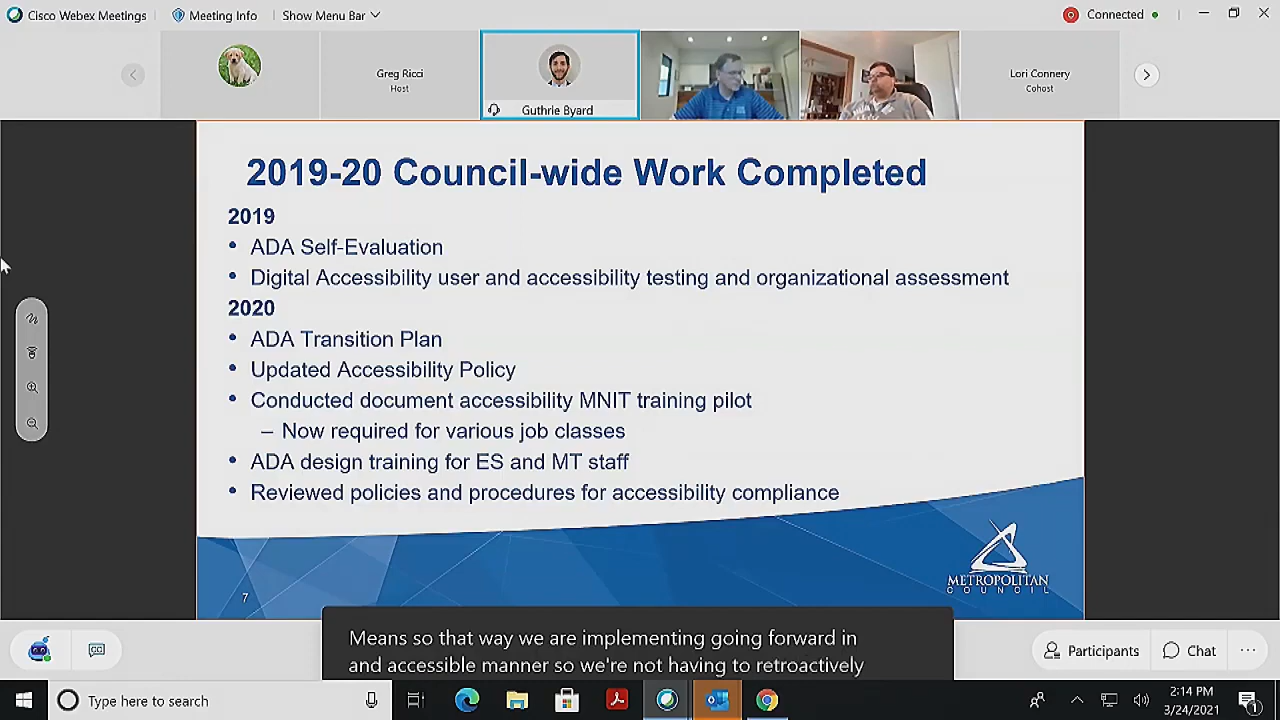 Cisco Webex Meetings
Meeting Info
Show Menu Bar
Connected
Greg Ricci
Host
Guthrie Byard
Lori Connery
Cohost
2019-20 Council-wide Work Completed
2019
• ADA Self-Evaluation
• Digital Accessibility user and accessibility testing and organizational assessment
2020
• ADA Transition Plan
• Updated Accessibility Policy
• Conducted document accessibility MNIT training pilot
– Now required for various job classes
• ADA design training for ES and MT staff
• Reviewed policies and procedures for accessibility compliance
METROPOLITAN
COUNCIL
7
Means so that way we are implementing going forward in
and accessible manner so we're not having to retroactively
CC
Participants
Chat
Type here to search
2:14 PM
3/24/2021
1